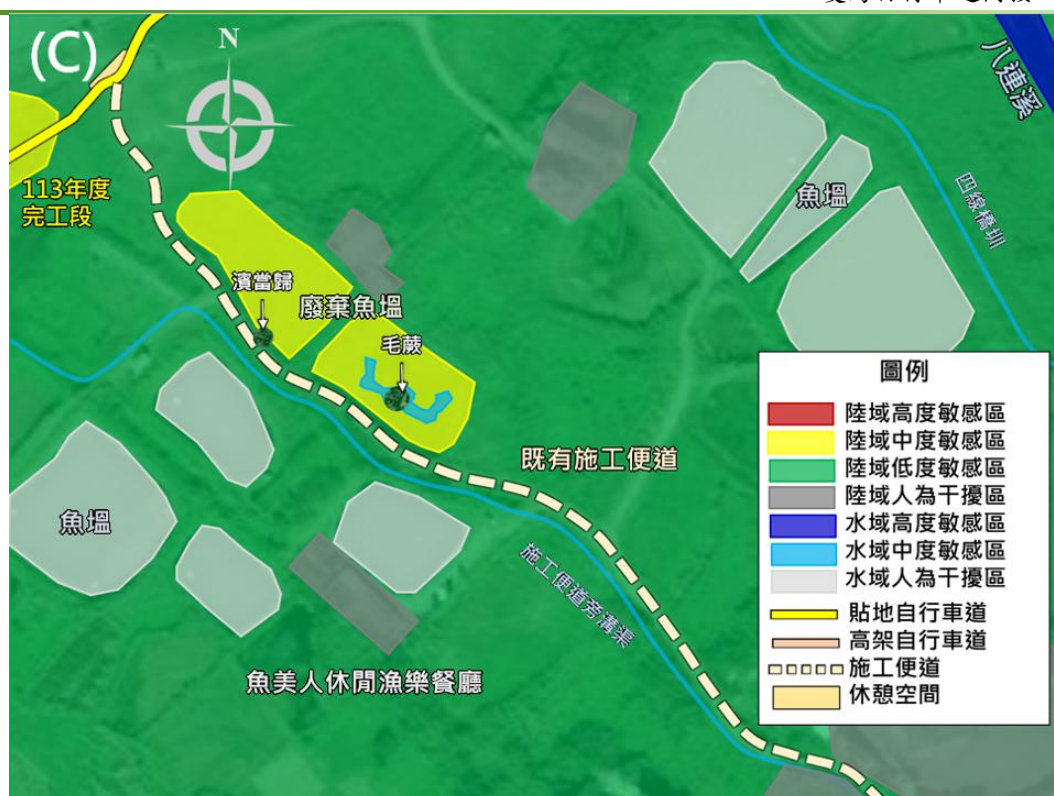 (C)
N
八連溪
113年度
完工段
魚塭
四線橋圳
濱當歸
廢棄魚塭
毛蕨
圖例
陸域高度敏感區
陸域中度敏感區
陸域低度敏感區
陸域人為干擾區
水域高度敏感區
水域中度敏感區
水域人為干擾區
貼地自行車道
高架自行車道
施工便道
休憩空間
既有施工便道
魚塭
施工便道旁溝渠
魚美人休閒漁樂餐廳